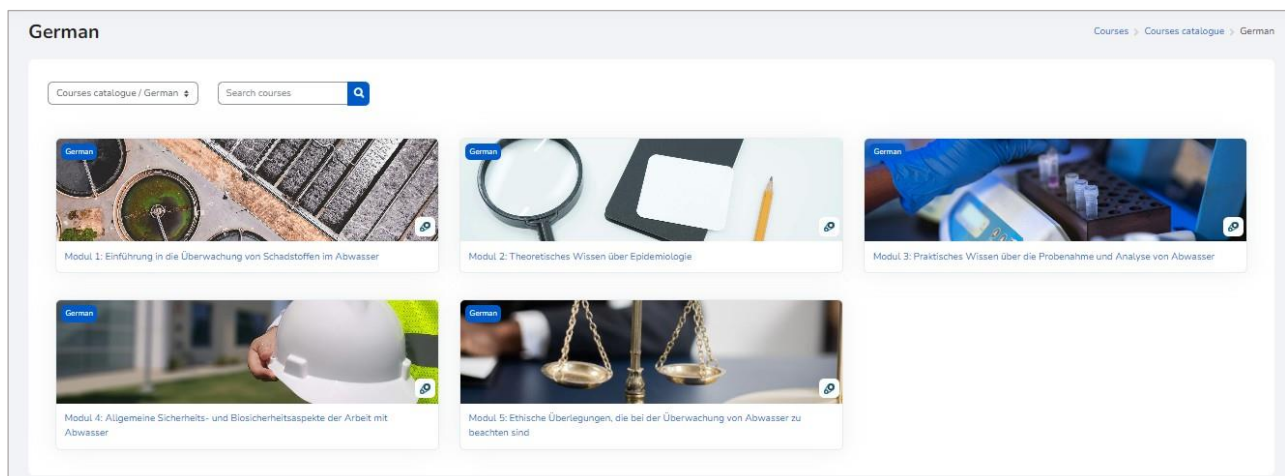 German
Courses > Courses catalogue > German
Courses catalogue / German
Search courses
German
Modul 1: Einführung in die Überwachung von Schadstoffen im Abwasser
German
Modul 2: Theoretisches Wissen über Epidemiologie
German
Modul 3: Praktisches Wissen über die Probenahme und Analyse von Abwasser
German
Modul 4: Allgemeine Sicherheits- und Biosicherheitsaspekte der Arbeit mit
Abwasser
German
Modul 5: Ethische Überlegungen, die bei der Überwachung von Abwasser zu
beachten sind